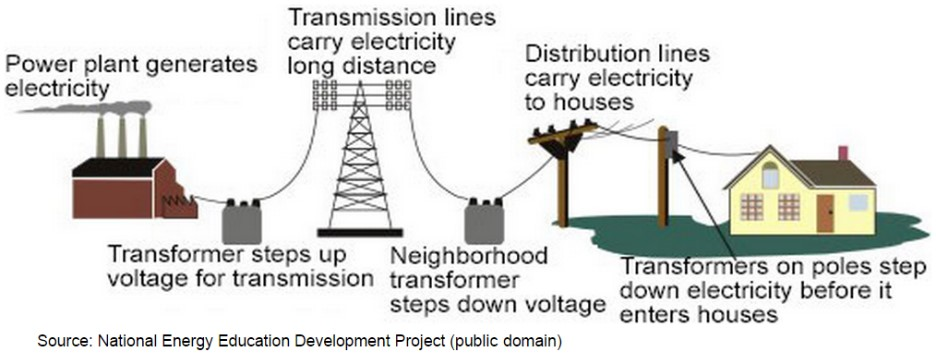 Power plant generates
electricity
Transmission lines
carry electricity
long distance
Distribution lines
carry electricity
to houses
Transformer steps up
voltage for transmission
Neighborhood
transformer
steps down voltage
Transformers on poles step
down electricity before it
enters houses
Source: National Energy Education Development Project (public domain)